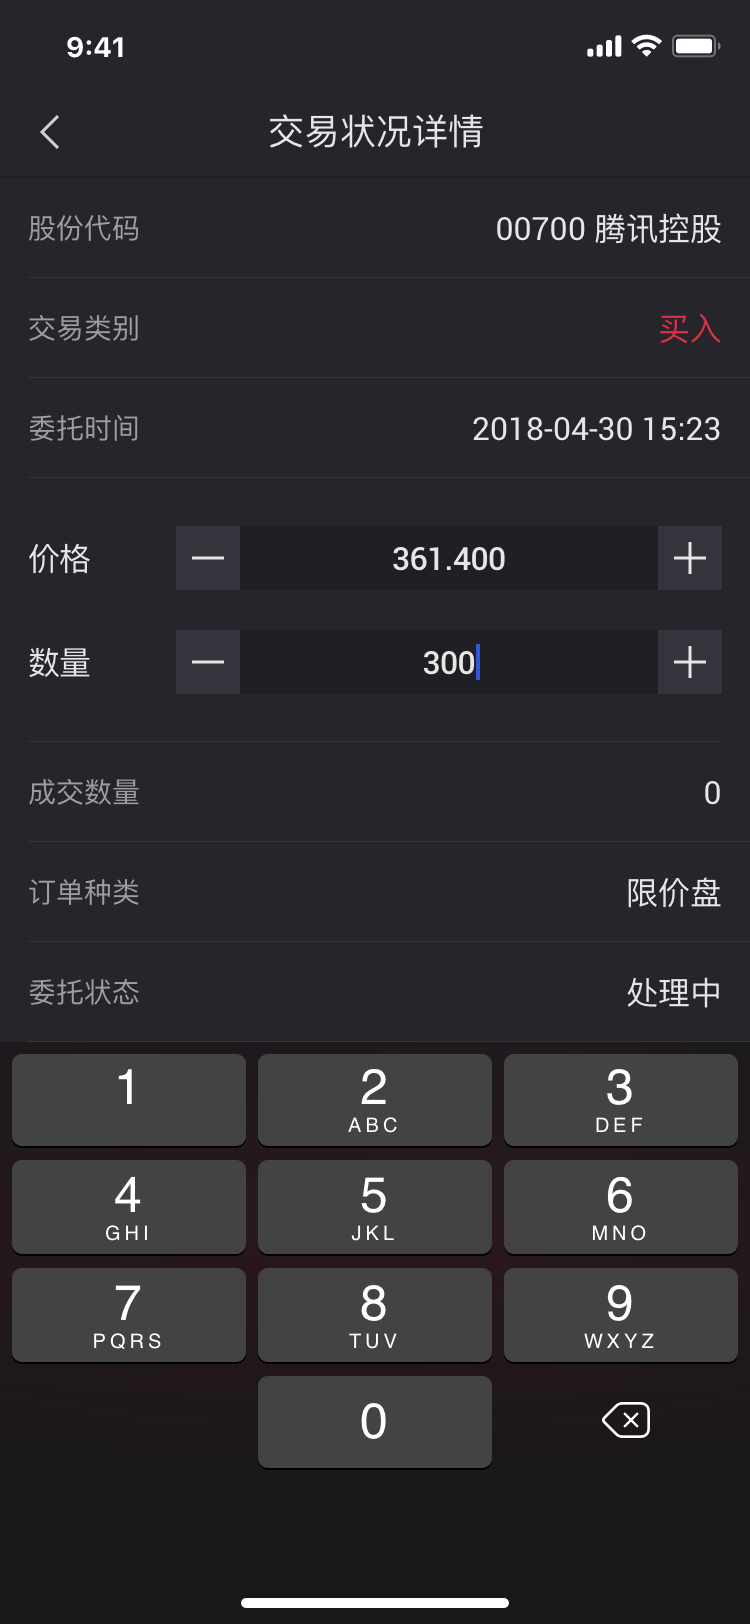 9:41
交易状况详情
股份代码 00700 腾讯控股
交易类别 买入
委托时间 2018-04-30 15:23
价格 361.400
数量 300
成交数量 0
订单种类 限价盘
委托状态 处理中
1 2 3
ABC DEF
4 5 6
GHI JKL MNO
7 8 9
PQRS TUV WXYZ
0